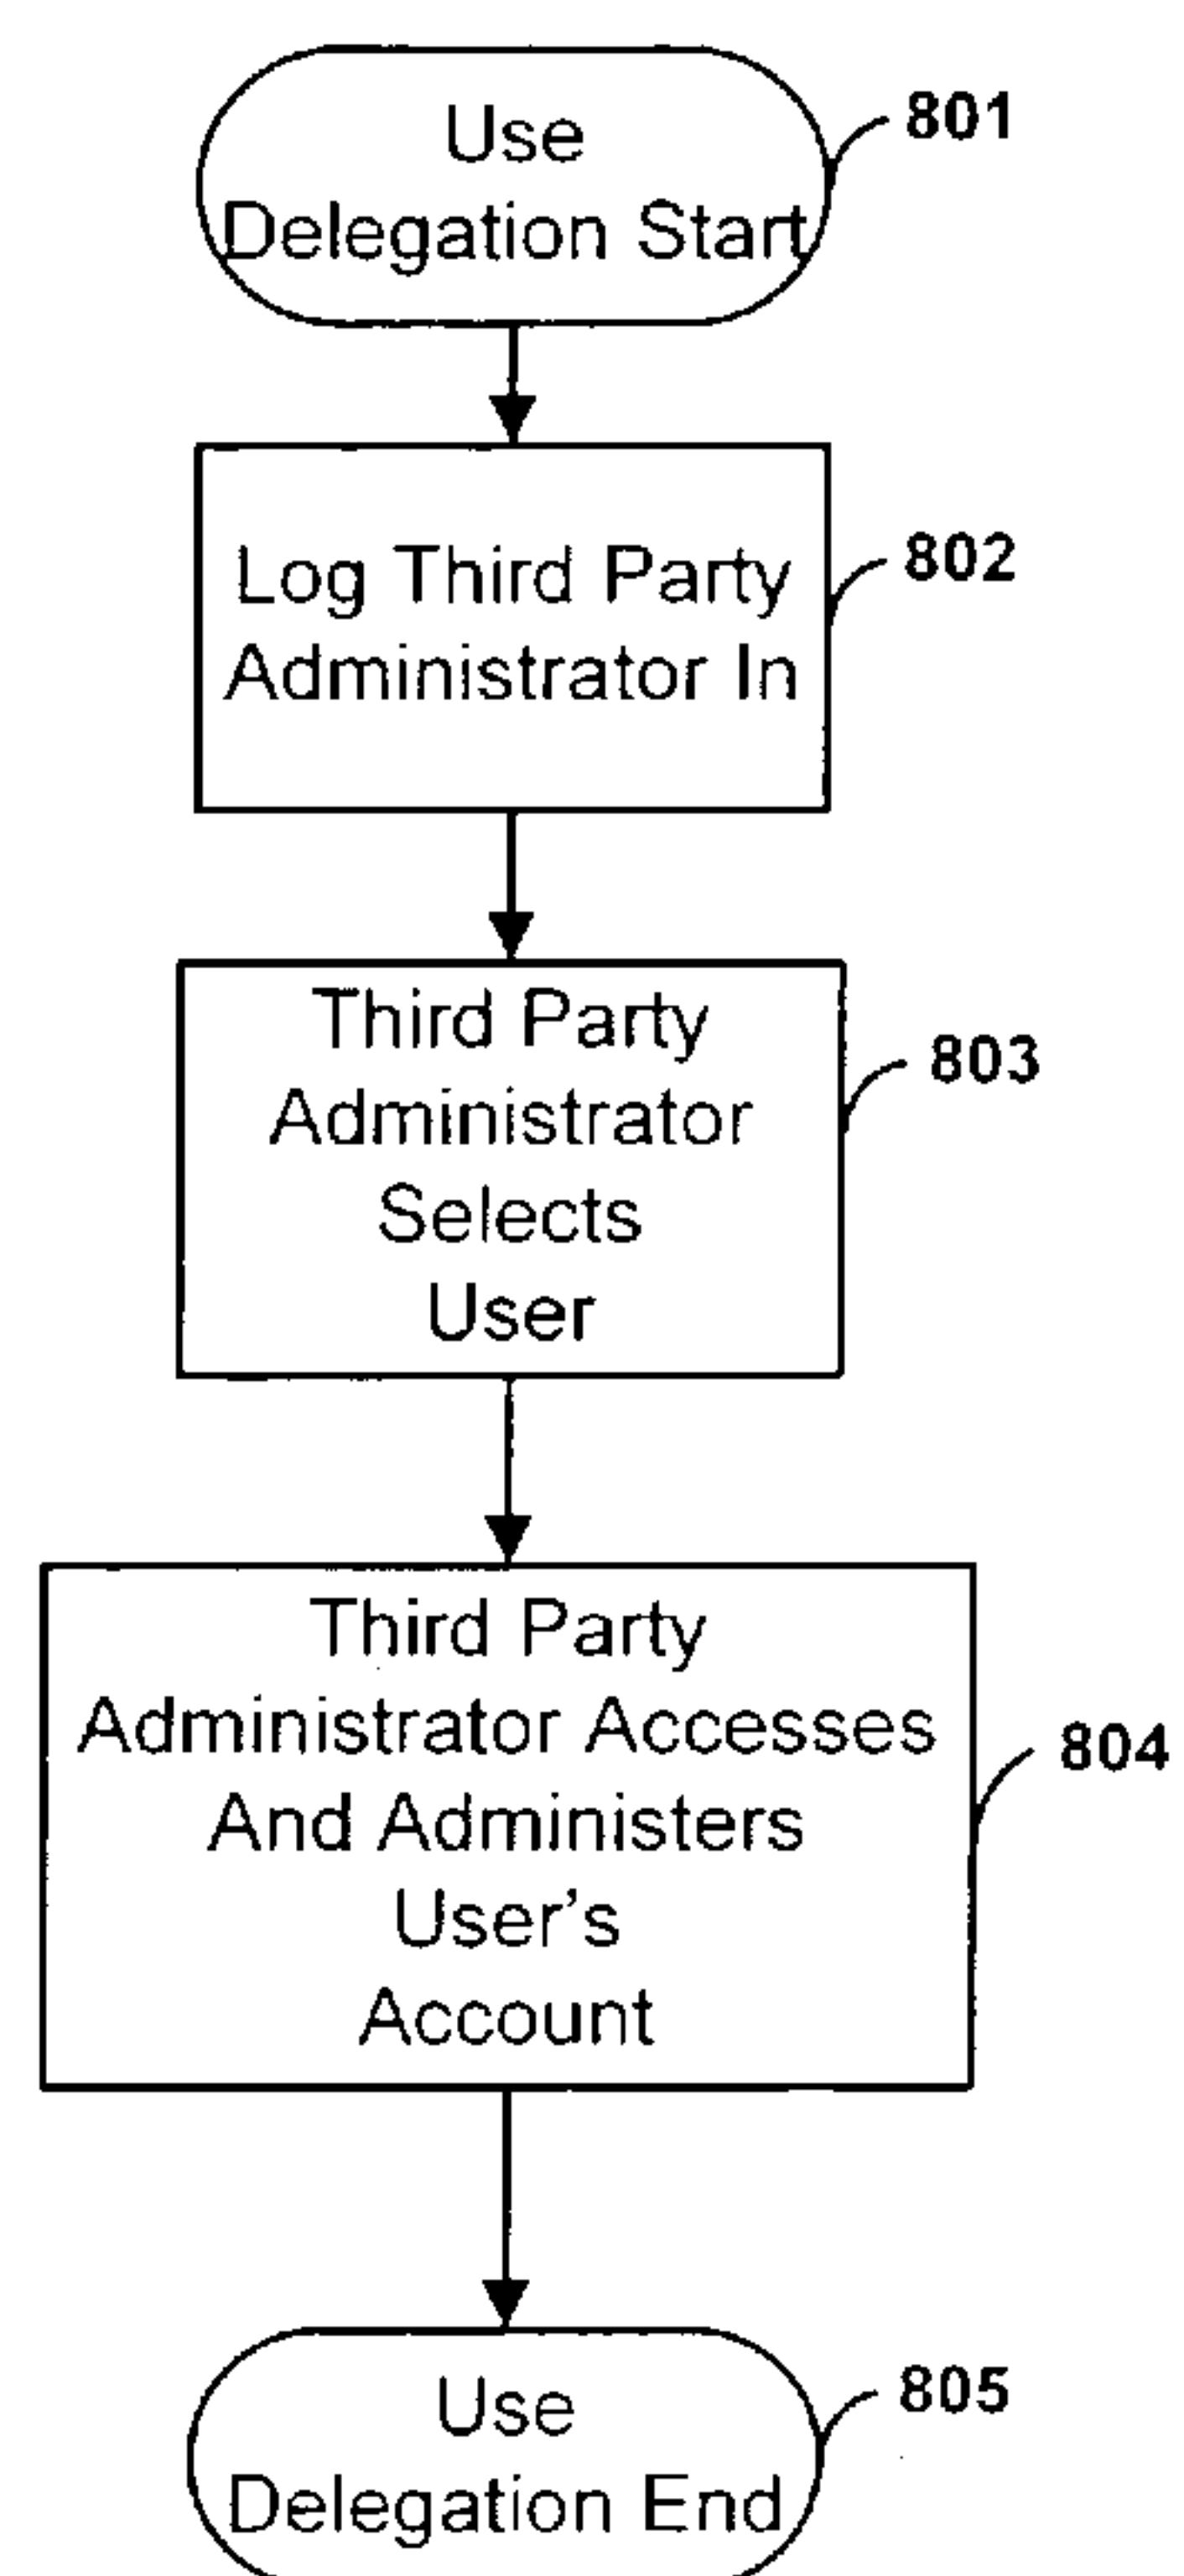 Use
Delegation Start
801
Log Third Party
Administrator In
802
Third Party
Administrator
Selects
User
803
Third Party
Administrator Accesses
And Administers
User's
Account
804
Use
Delegation End
805